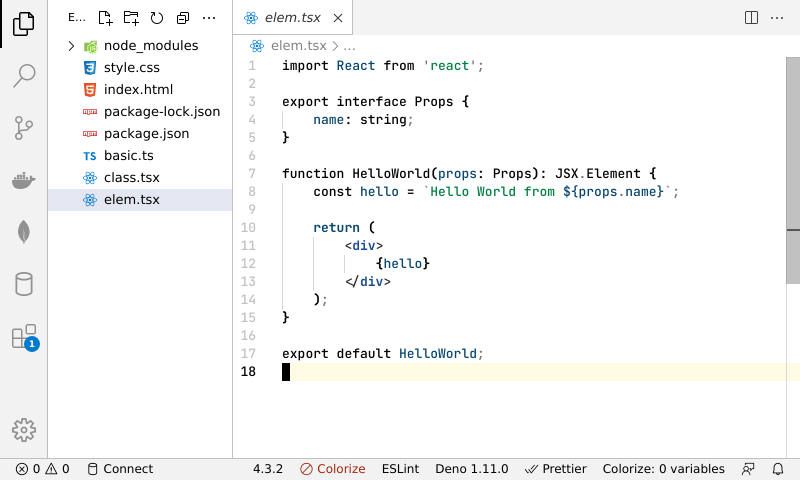 E...
node_modules
style.css
index.html
package-lock.json
package.json
TS basic.ts
class.tsx
elem.tsx
1
elem.tsx
elem.tsx > ...
1 import React from 'react';
2
3 export interface Props {
4     name: string;
5 }
6
7 function HelloWorld(props: Props): JSX.Element {
8     const hello = `Hello World from ${props.name}`;
9
10     return (
11         <div>
12             {hello}
13         </div>
14     );
15 }
16
17 export default HelloWorld;
18
0 0 Connect 4.3.2 Colorize ESLint Deno 1.11.0 Prettier Colorize: 0 variables